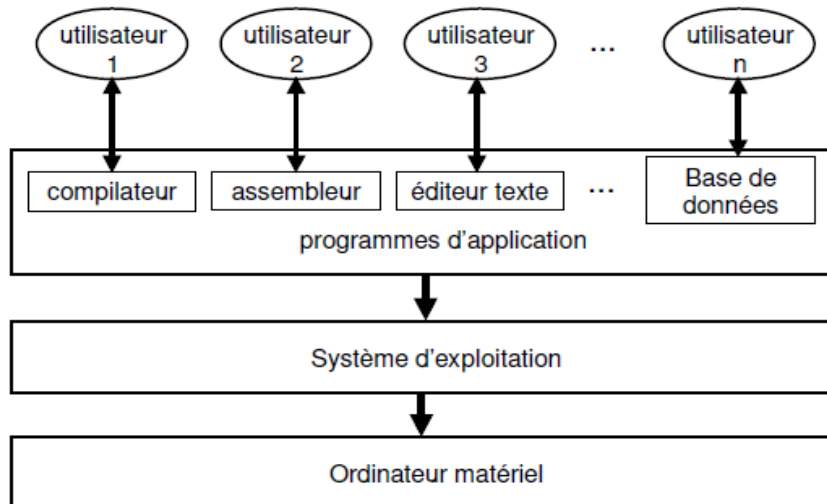 utilisateur utilisateur utilisateur ... utilisateur
1 2 3 n
compilateur assembleur éditeur texte ... Base de
données
programmes d'application
Système d'exploitation
Ordinateur matériel